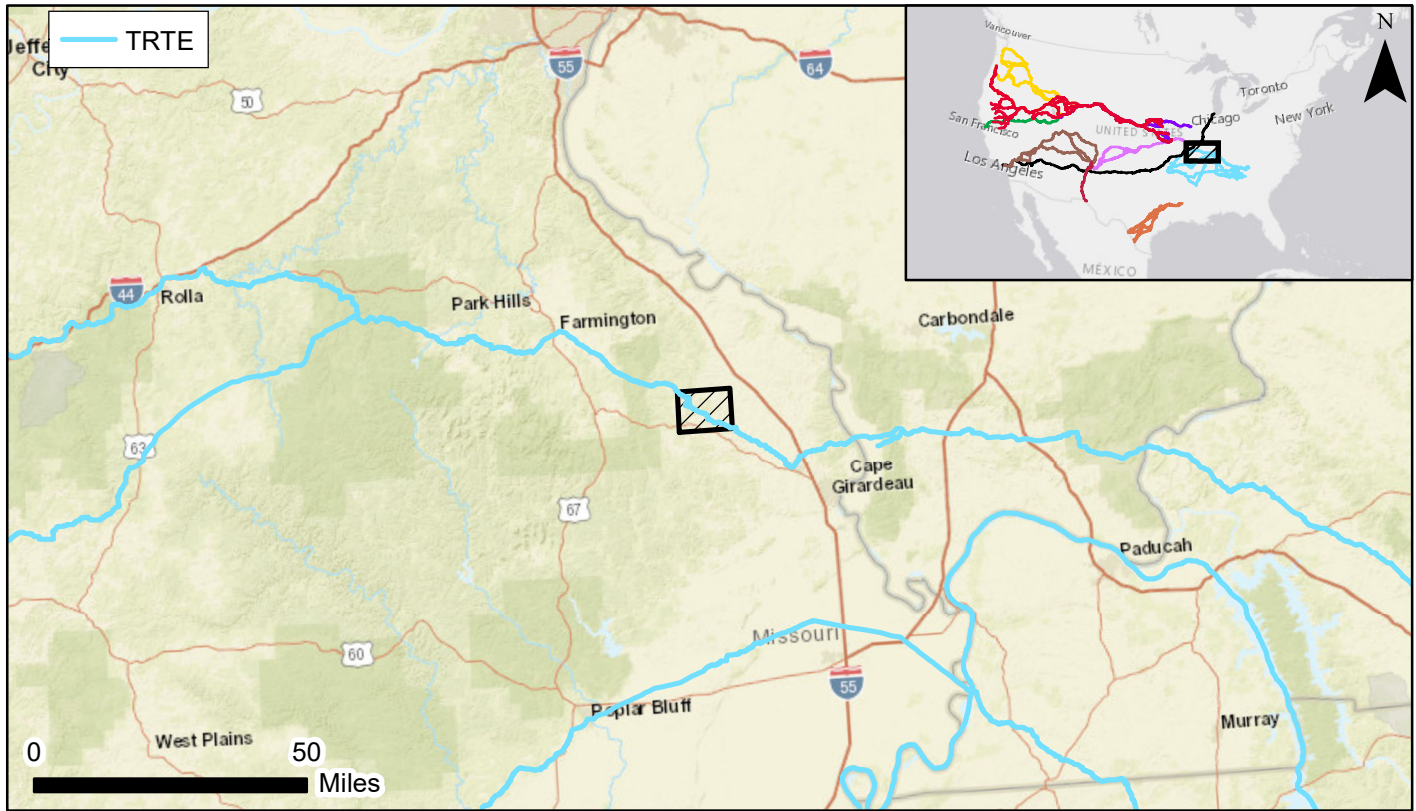 Jeffe
City
TRTE
50
55
64
44
Rolla
Park Hills
Farmington
Carbondale
63
67
Cape
Girardeau
Paducah
Missouri
60
55
Poplar Bluff
West Plains
Murray
0
50
Miles
Vancouver
N
Toronto
Chicago
New York
San Francisco
UNITED STATES
Los Angeles
MÉXICO